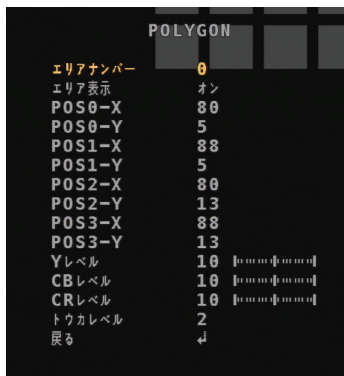 POLYGON
エリアナンバー 0
エリア表示 オン
POS0-X 80
POS0-Y 5
POS1-X 88
POS1-Y 5
POS2-X 80
POS2-Y 13
POS3-X 88
POS3-Y 13
Yレベル 10
CBレベル 10
CRレベル 10
トウカレベル 2
戻る ↲